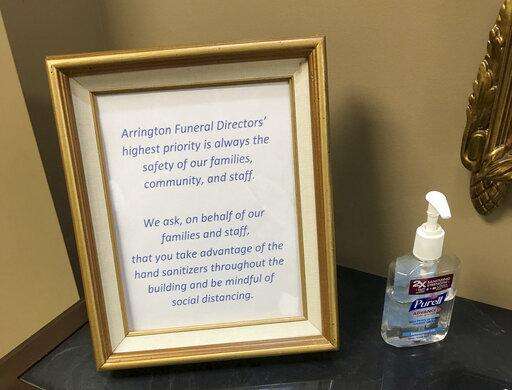 Arrington Funeral Directors'
highest priority is always the
safety of our families,
community, and staff.
We ask, on behalf of our
families and staff,
that you take advantage of the
hand sanitizers throughout the
building and be mindful of
social distancing.
2X
Purell
ADVANCED